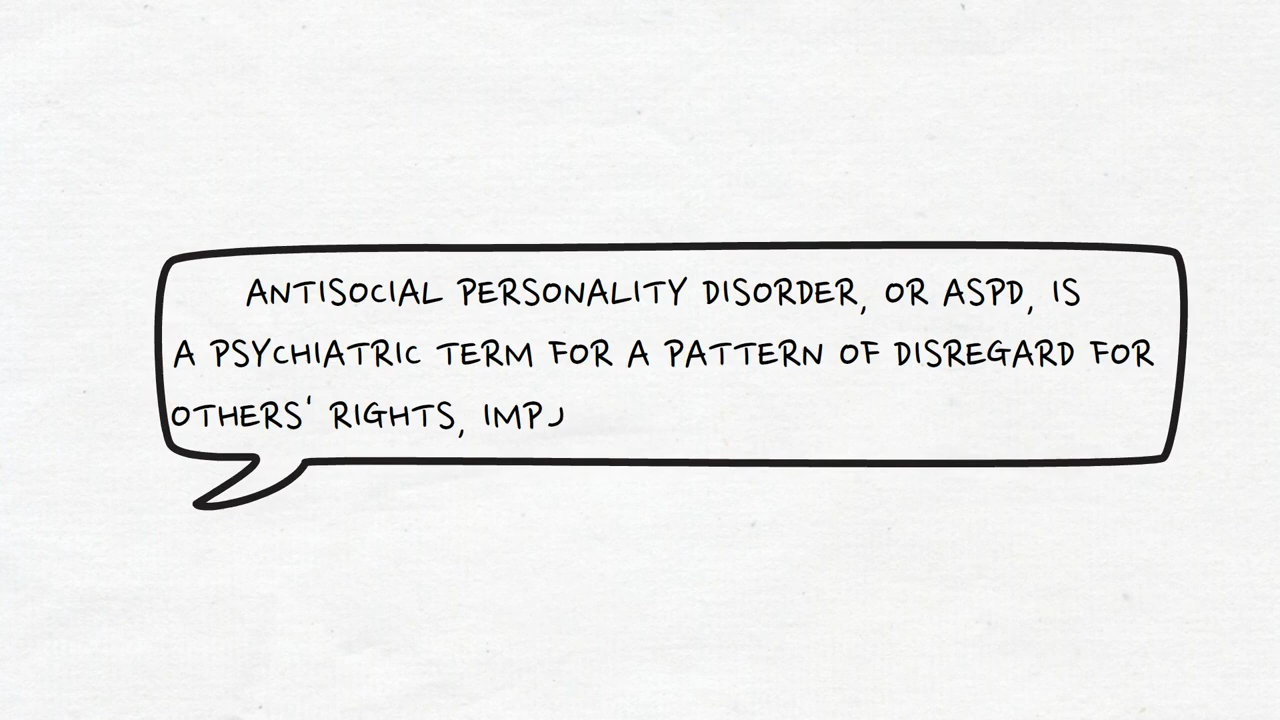 ANTISOCIAL PERSONALITY DISORDER, OR ASPD, IS
A PSYCHIATRIC TERM FOR A PATTERN OF DISREGARD FOR
OTHERS' RIGHTS, IMP